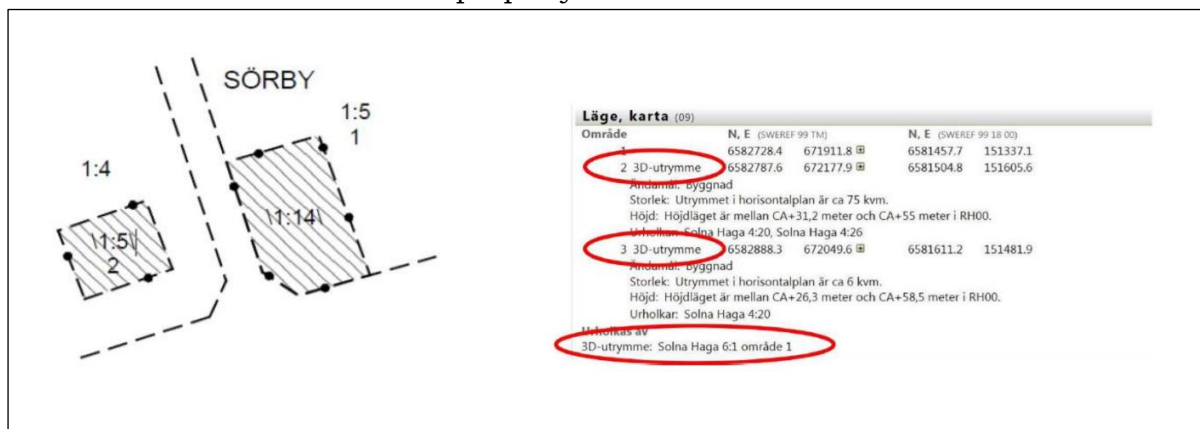 SÖRBY
1:5
1
1:4
\1:14\
\1:5\
2
Läge, karta (09)
Område N, E (SWEREF 99 TM) N, E (SWEREF 99 18 00)
1 6582728.4 671911.8 6581457.7 151337.1
2 3D-utrymme 6582787.6 672177.9 6581504.8 151605.6
Ändamål: Byggnad
Storlek: Utrymmet i horisontalplan är ca 75 kvm.
Höjd: Höjdläget är mellan CA+31,2 meter och CA+55 meter i RH00.
Urholkar: Solna Haga 4:20, Solna Haga 4:26
3 3D-utrymme 6582888.3 672049.6 6581611.2 151481.9
Ändamål: Byggnad
Storlek: Utrymmet i horisontalplan är ca 6 kvm.
Höjd: Höjdläget är mellan CA+26,3 meter och CA+58,5 meter i RH00.
Urholkar: Solna Haga 4:20
Urholkas av
3D-utrymme: Solna Haga 6:1 område 1